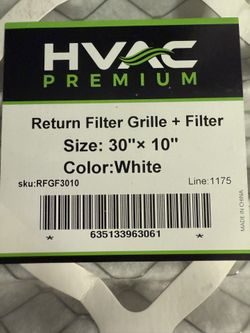 HVAC
PREMIUM
Return Filter Grille + Filter
Size: 30"× 10"
Color:White
sku:RFGF3010
Line:1175
MADE IN CHINA
* 635133963061 *